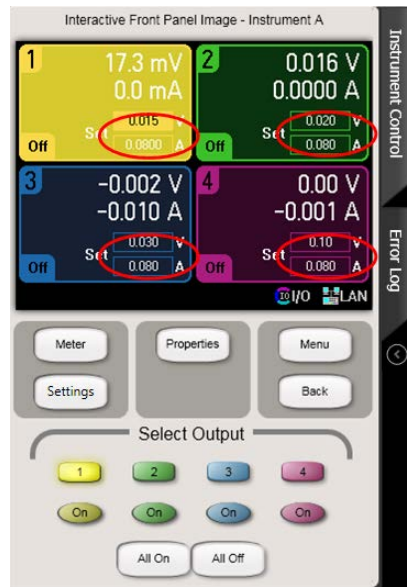 Interactive Front Panel Image - Instrument A
1
17.3 mV
0.0 mA
Set
0.015 V
0.0800 A
Off
2
0.016 V
0.0000 A
Set
0.020 V
0.080 A
Off
3
-0.002 V
-0.010 A
Set
0.030 V
0.080 A
Off
4
0.00 V
-0.001 A
Set
0.10 V
0.080 A
Off
IO I/O LAN
Meter
Properties
Menu
Settings
Back
Select Output
1 2 3 4
On On On On
All On All Off
Instrument Control
Error Log